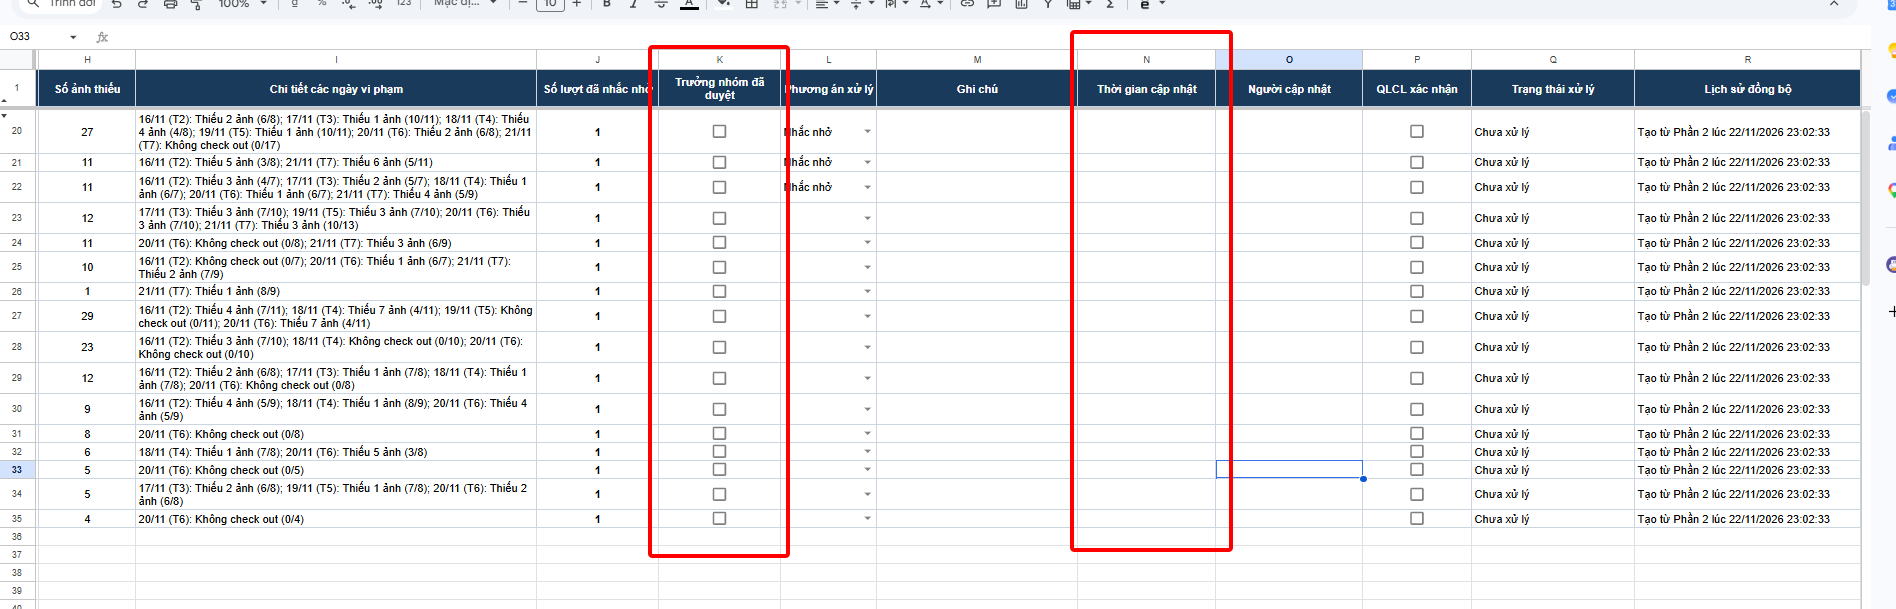 Trình đơn 100% % .0 .00 123 Mặc địn... 10 B I A
O33 fx
H I J K L M N O P Q R
1 Số ảnh thiếu Chi tiết các ngày vi phạm Số lượt đã nhắc nhở Trưởng nhóm đã Phương án xử lý Ghi chú Thời gian cập nhật Người cập nhật QLCL xác nhận Trạng thái xử lý Lịch sử đồng bộ
duyệt
16/11 (T2): Thiếu 2 ảnh (6/8); 17/11 (T3): Thiếu 1 ảnh (10/11); 18/11 (T4): Thiếu
20 27 4 ảnh (4/8); 19/11 (T5): Thiếu 1 ảnh (10/11); 20/11 (T6): Thiếu 2 ảnh (6/8); 21/11 1 Nhắc nhở Chưa xử lý Tạo từ Phần 2 lúc 22/11/2026 23:02:33
(T7): Không check out (0/17)
21 11 16/11 (T2): Thiếu 5 ảnh (3/8); 21/11 (T7): Thiếu 6 ảnh (5/11) 1 Nhắc nhở Chưa xử lý Tạo từ Phần 2 lúc 22/11/2026 23:02:33
22 11 16/11 (T2): Thiếu 3 ảnh (4/7); 17/11 (T3): Thiếu 2 ảnh (5/7); 18/11 (T4): Thiếu 1 1 Nhắc nhở Chưa xử lý Tạo từ Phần 2 lúc 22/11/2026 23:02:33
ảnh (6/7); 20/11 (T6): Thiếu 1 ảnh (6/7); 21/11 (T7): Thiếu 4 ảnh (5/9)
23 12 17/11 (T3): Thiếu 3 ảnh (7/10); 19/11 (T5): Thiếu 3 ảnh (7/10); 20/11 (T6): Thiếu 1 Chưa xử lý Tạo từ Phần 2 lúc 22/11/2026 23:02:33
3 ảnh (7/10); 21/11 (T7): Thiếu 3 ảnh (10/13)
24 11 20/11 (T6): Không check out (0/8); 21/11 (T7): Thiếu 3 ảnh (6/9) 1 Chưa xử lý Tạo từ Phần 2 lúc 22/11/2026 23:02:33
25 10 16/11 (T2): Không check out (0/7); 20/11 (T6): Thiếu 1 ảnh (6/7); 21/11 (T7): 1 Chưa xử lý Tạo từ Phần 2 lúc 22/11/2026 23:02:33
Thiếu 2 ảnh (7/9)
26 1 21/11 (T7): Thiếu 1 ảnh (8/9) 1 Chưa xử lý Tạo từ Phần 2 lúc 22/11/2026 23:02:33
27 29 16/11 (T2): Thiếu 4 ảnh (7/11); 18/11 (T4): Thiếu 7 ảnh (4/11); 19/11 (T5): Không 1 Chưa xử lý Tạo từ Phần 2 lúc 22/11/2026 23:02:33
check out (0/11); 20/11 (T6): Thiếu 7 ảnh (4/11)
28 23 16/11 (T2): Thiếu 3 ảnh (7/10); 18/11 (T4): Không check out (0/10); 20/11 (T6): 1 Chưa xử lý Tạo từ Phần 2 lúc 22/11/2026 23:02:33
Không check out (0/10)
29 12 16/11 (T2): Thiếu 2 ảnh (6/8); 17/11 (T3): Thiếu 1 ảnh (7/8); 18/11 (T4): Thiếu 1 1 Chưa xử lý Tạo từ Phần 2 lúc 22/11/2026 23:02:33
ảnh (7/8); 20/11 (T6): Không check out (0/8)
30 9 16/11 (T2): Thiếu 4 ảnh (5/9); 18/11 (T4): Thiếu 1 ảnh (8/9); 20/11 (T6): Thiếu 4 1 Chưa xử lý Tạo từ Phần 2 lúc 22/11/2026 23:02:33
ảnh (5/9)
31 8 20/11 (T6): Không check out (0/8) 1 Chưa xử lý Tạo từ Phần 2 lúc 22/11/2026 23:02:33
32 6 18/11 (T4): Thiếu 1 ảnh (7/8); 20/11 (T6): Thiếu 5 ảnh (3/8) 1 Chưa xử lý Tạo từ Phần 2 lúc 22/11/2026 23:02:33
33 5 20/11 (T6): Không check out (0/5) 1 Chưa xử lý Tạo từ Phần 2 lúc 22/11/2026 23:02:33
34 5 17/11 (T3): Thiếu 2 ảnh (6/8); 19/11 (T5): Thiếu 1 ảnh (7/8); 20/11 (T6): Thiếu 2 1 Chưa xử lý Tạo từ Phần 2 lúc 22/11/2026 23:02:33
ảnh (6/8)
35 4 20/11 (T6): Không check out (0/4) 1 Chưa xử lý Tạo từ Phần 2 lúc 22/11/2026 23:02:33
36
37
38
39
40